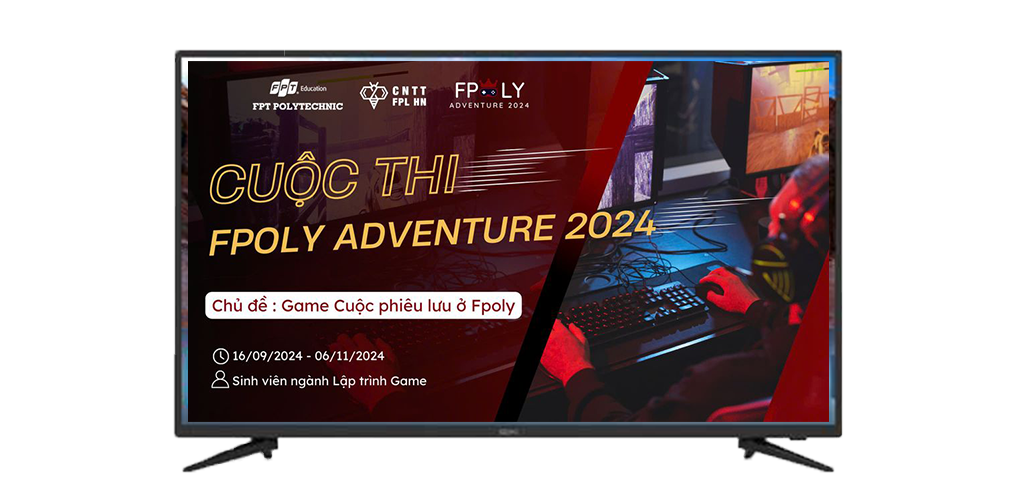 FPT Education
FPT POLYTECHNIC
CNTT
FPL HN
FPOLY
ADVENTURE 2024
CUỘC THI
FPOLY ADVENTURE 2024
Chủ đề : Game Cuộc phiêu lưu ở Fpoly
16/09/2024 - 06/11/2024
Sinh viên ngành Lập trình Game